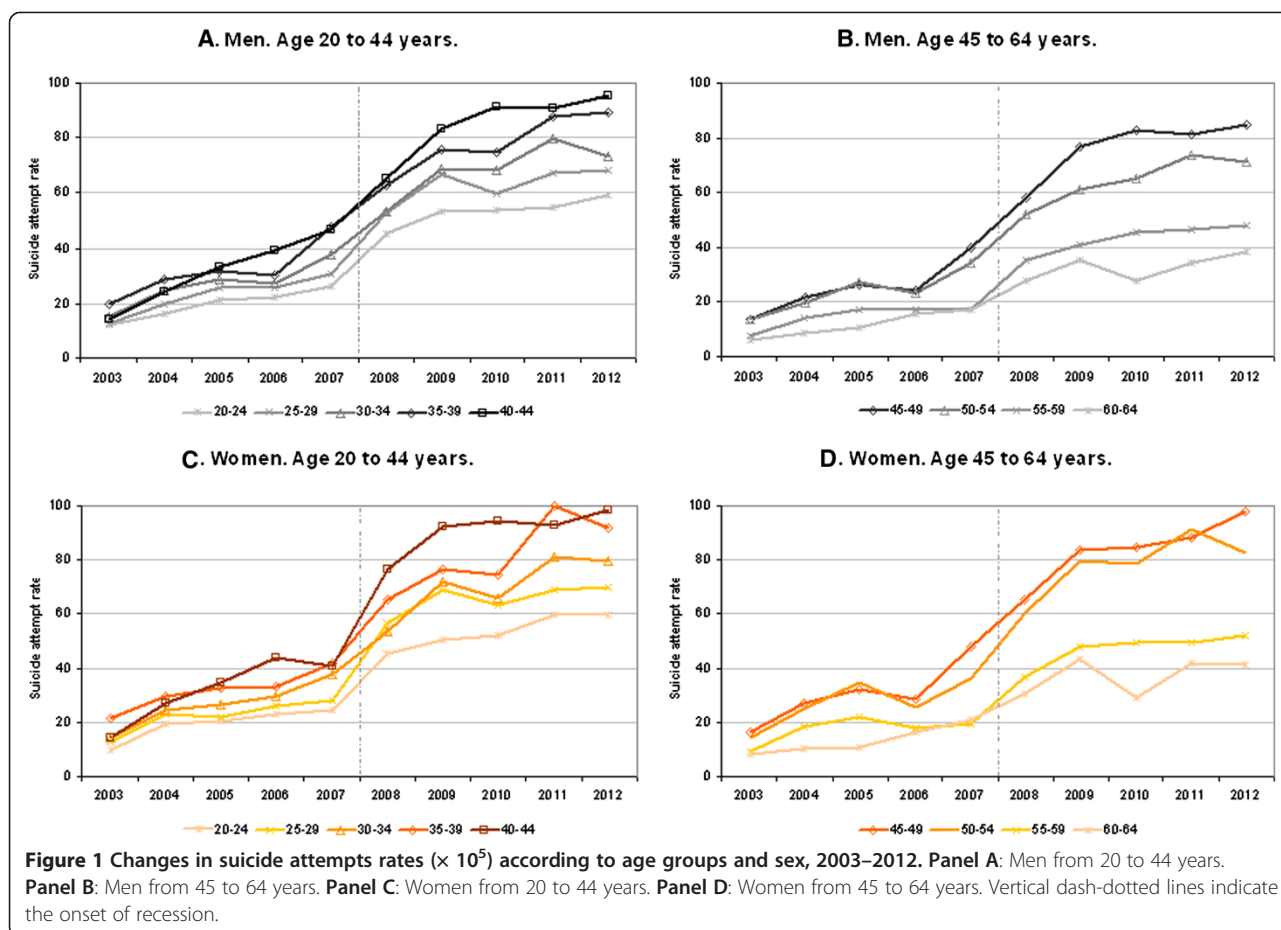 A. Men. Age 20 to 44 years.
Suicide attempt rate
100
80
60
40
20
0
2003 2004 2005 2006 2007 2008 2009 2010 2011 2012
20-24 25-29 30-34 35-39 40-44
B. Men. Age 45 to 64 years.
Suicide attempt rate
100
80
60
40
20
0
2003 2004 2005 2006 2007 2008 2009 2010 2011 2012
45-49 50-54 55-59 60-64
C. Women. Age 20 to 44 years.
Suicide attempt rate
100
80
60
40
20
0
2003 2004 2005 2006 2007 2008 2009 2010 2011 2012
20-24 25-29 30-34 35-39 40-44
D. Women. Age 45 to 64 years.
Suicide attempt rate
100
80
60
40
20
0
2003 2004 2005 2006 2007 2008 2009 2010 2011 2012
45-49 50-54 55-59 60-64
Figure 1 Changes in suicide attempts rates (× 10⁵) according to age groups and sex, 2003–2012. Panel A: Men from 20 to 44 years.
Panel B: Men from 45 to 64 years. Panel C: Women from 20 to 44 years. Panel D: Women from 45 to 64 years. Vertical dash-dotted lines indicate
the onset of recession.